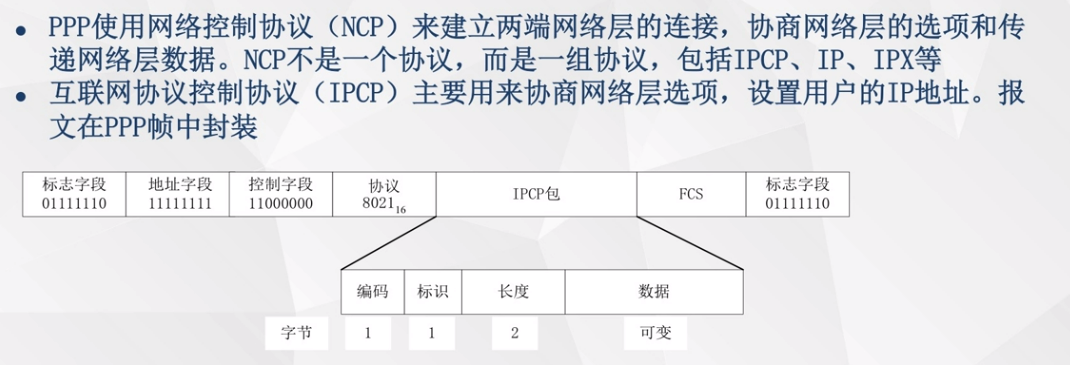 • PPP使用网络控制协议（NCP）来建立两端网络层的连接，协商网络层的选项和传
递网络层数据。NCP不是一个协议，而是一组协议，包括IPCP、IP、IPX等
• 互联网协议控制协议（IPCP）主要用来协商网络层选项，设置用户的IP地址。报
文在PPP帧中封装
标志字段 地址字段 控制字段 协议 IPCP包 FCS 标志字段
01111110 11111111 11000000 8021₁₆ 01111110
编码 标识 长度 数据
字节 1 1 2 可变